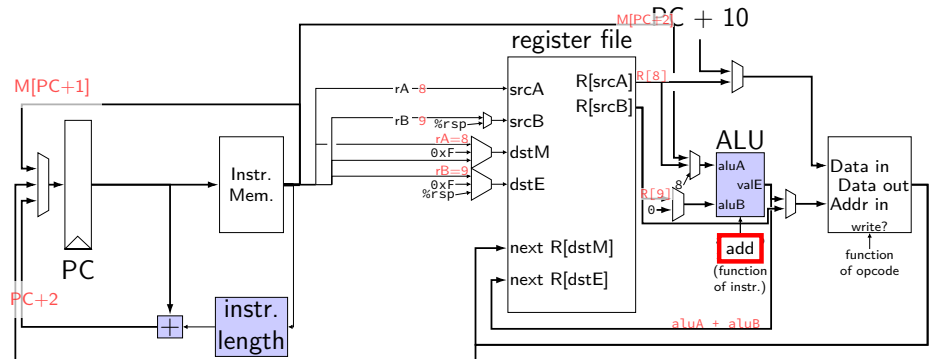 M[PC+2]
PC + 10
register file
M[PC+1]
rA 8
srcA
R[srcA]
R[8]
R[srcB]
rB 9
%rsp
srcB
rA=8
0xF
dstM
rB=9
0xF
%rsp
dstE
Instr.
Mem.
PC
PC+2
+
instr.
length
next R[dstM]
next R[dstE]
ALU
aluA
valE
aluB
8
R[9]
0
add
(function
of instr.)
aluA + aluB
Data in
Data out
Addr in
write?
function
of opcode